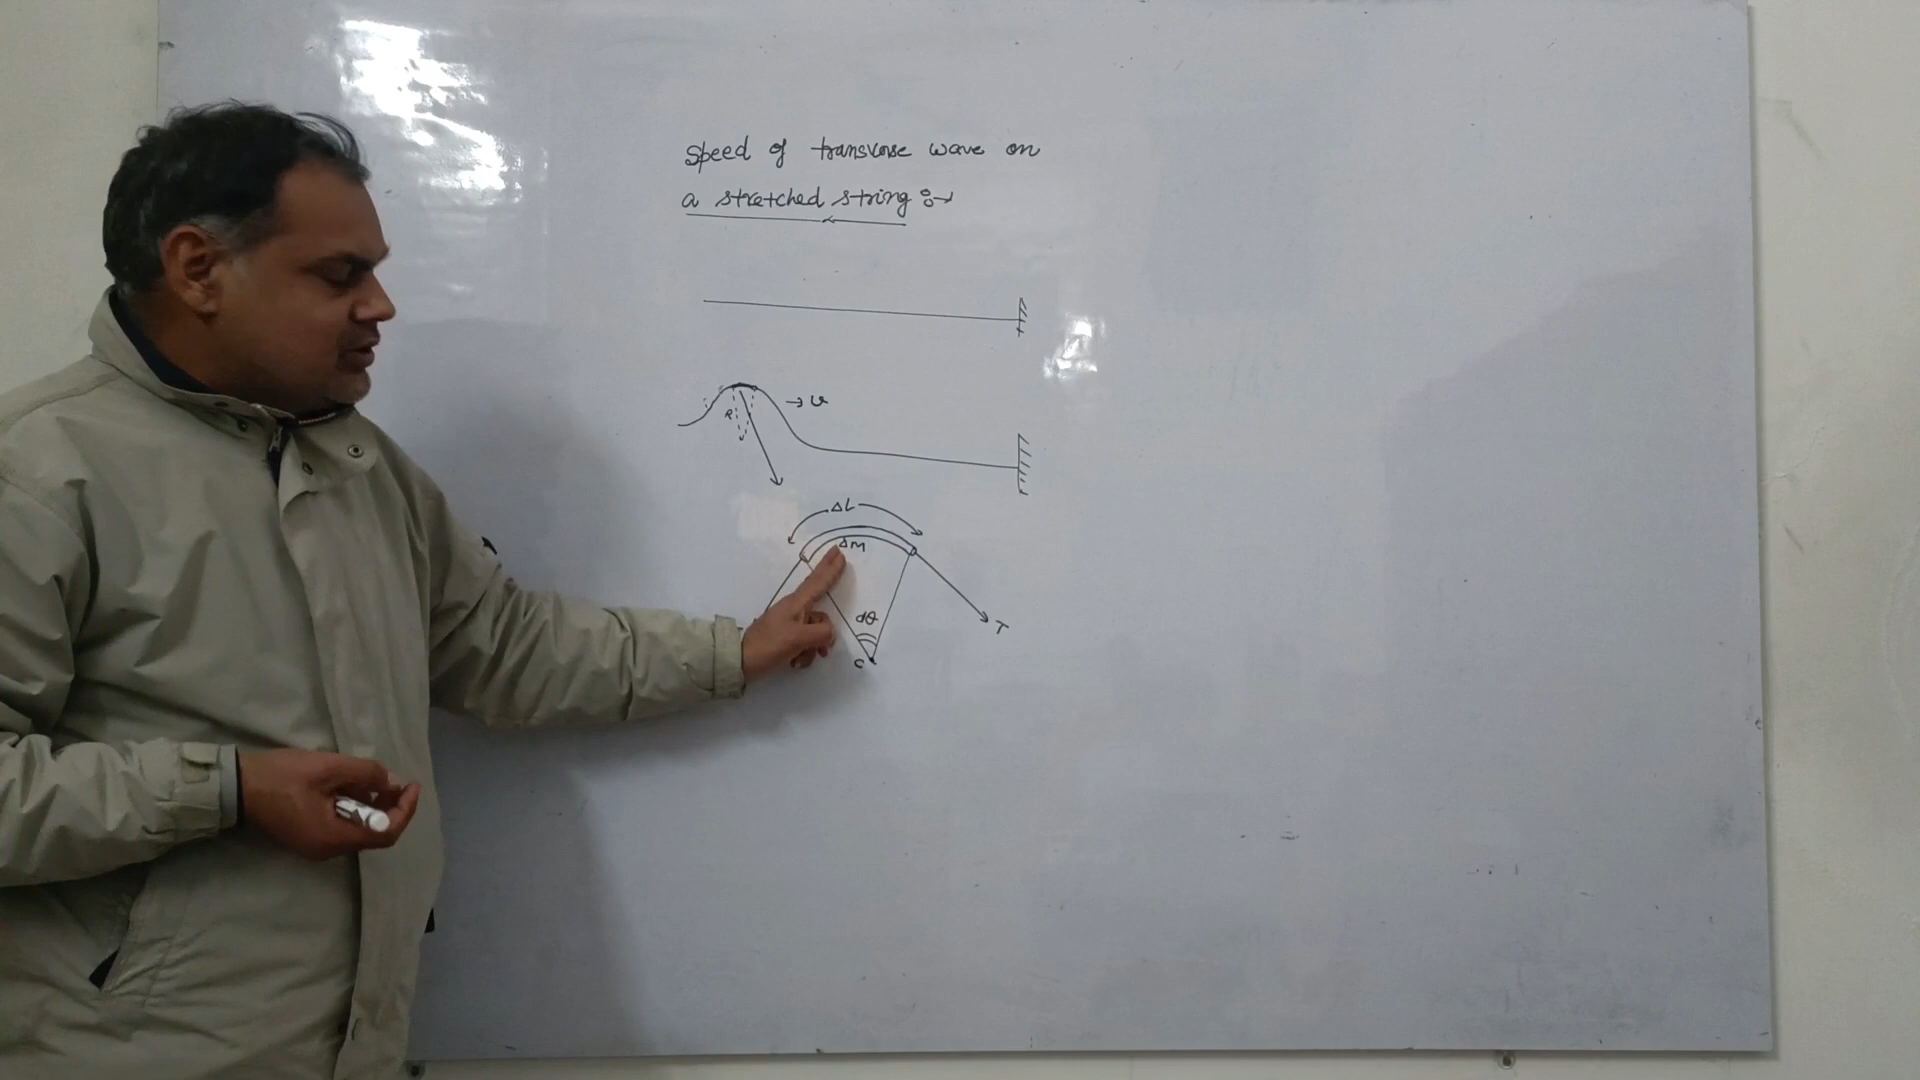 Speed of transverse wave on
a stretched string :→
→ v
R
ΔL
Δm
dθ
T
C